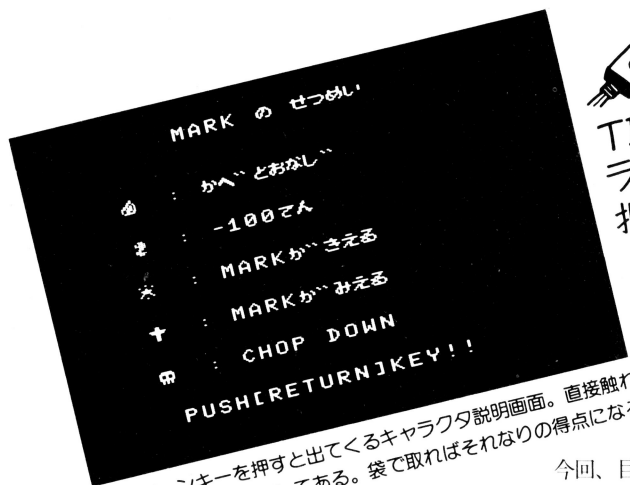 MARK の せつめい
: かべ とおなじ
: -100てん
: MARKが きえる
: MARKが みえる
: CHOP DOWN
PUSH[RETURN]KEY!!
ンキーを押すと出てくるキャラクタ説明画面。直接触わ
てある。袋で取ればそれなりの得点になる
今回、目